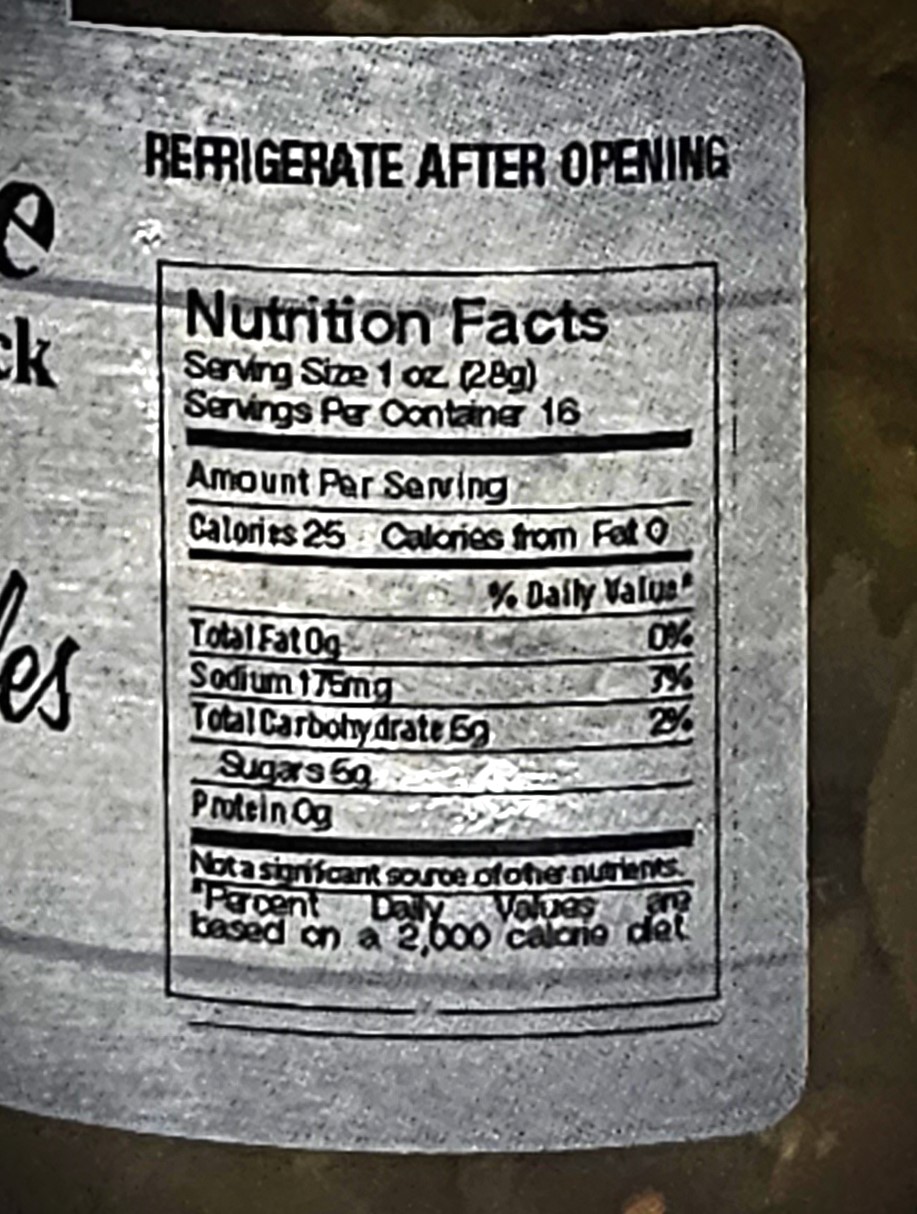 REFRIGERATE AFTER OPENING
e
ck
les
Nutrition Facts
Serving Size 1 oz. (28g)
Servings Per Container 16
Amount Per Serving
Calories 25 Calories from Fat 0
% Daily Value*
Total Fat 0g 0%
Sodium 175mg 7%
Total Carbohydrate 6g 2%
Sugars 6g
Protein 0g
Not a significant source of other nutrients.
*Percent Daily Values are
based on a 2,000 calorie diet